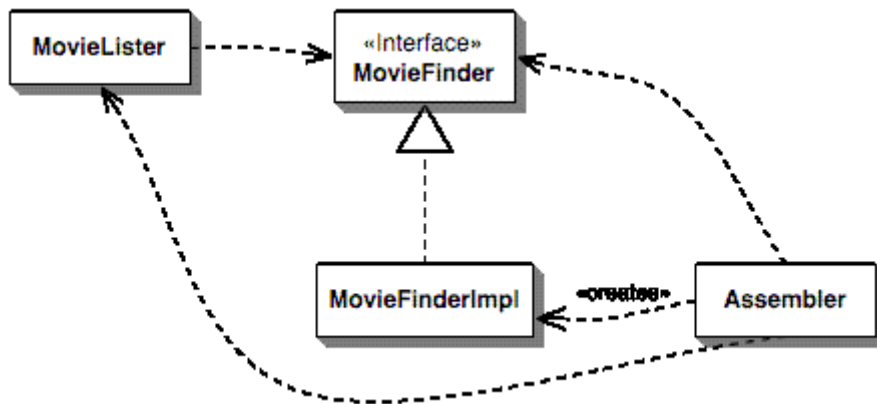 MovieLister
«Interface»
MovieFinder
MovieFinderImpl
«creates»
Assembler